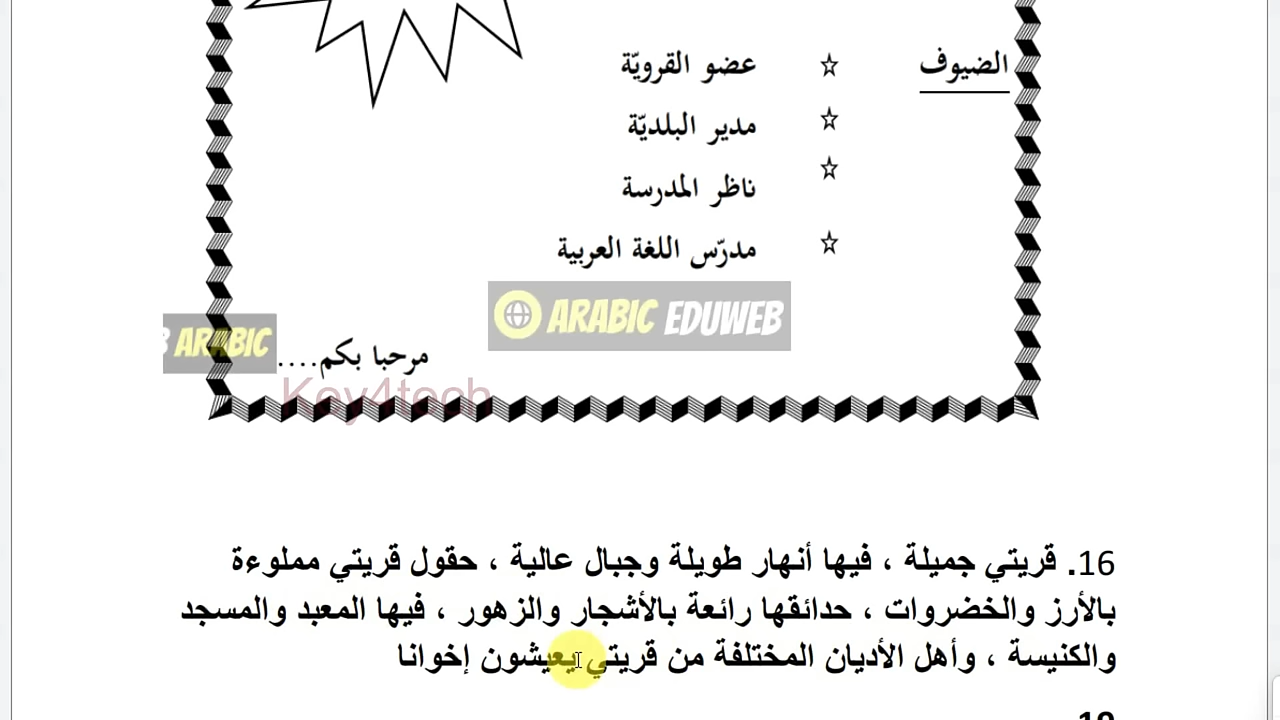 الضيوف ☆ عضو القرويّة
☆ مدير البلديّة
☆ ناظر المدرسة
☆ مدرّس اللغة العربية
ARABIC EDUWEB
ARABIC
مرحبا بكم....
Key4tech
16. قريتي جميلة ، فيها أنهار طويلة وجبال عالية ، حقول قريتي مملوءة
بالأرز والخضروات ، حدائقها رائعة بالأشجار والزهور ، فيها المعبد والمسجد
والكنيسة ، وأهل الأديان المختلفة من قريتي يعيشون إخوانا